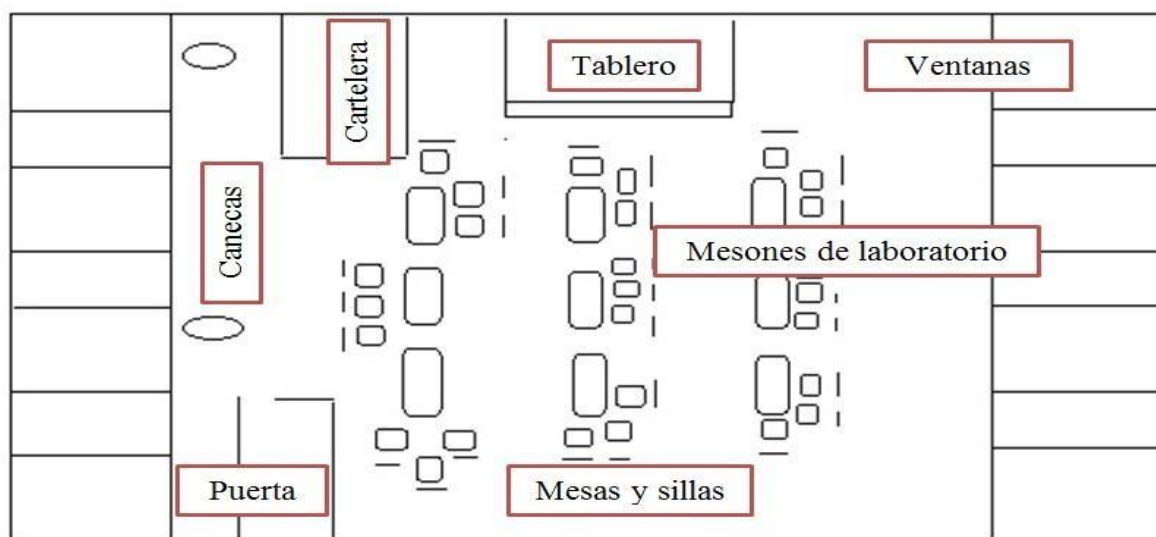 Cartelera
Tablero
Ventanas
Canecas
Mesones de laboratorio
Puerta
Mesas y sillas